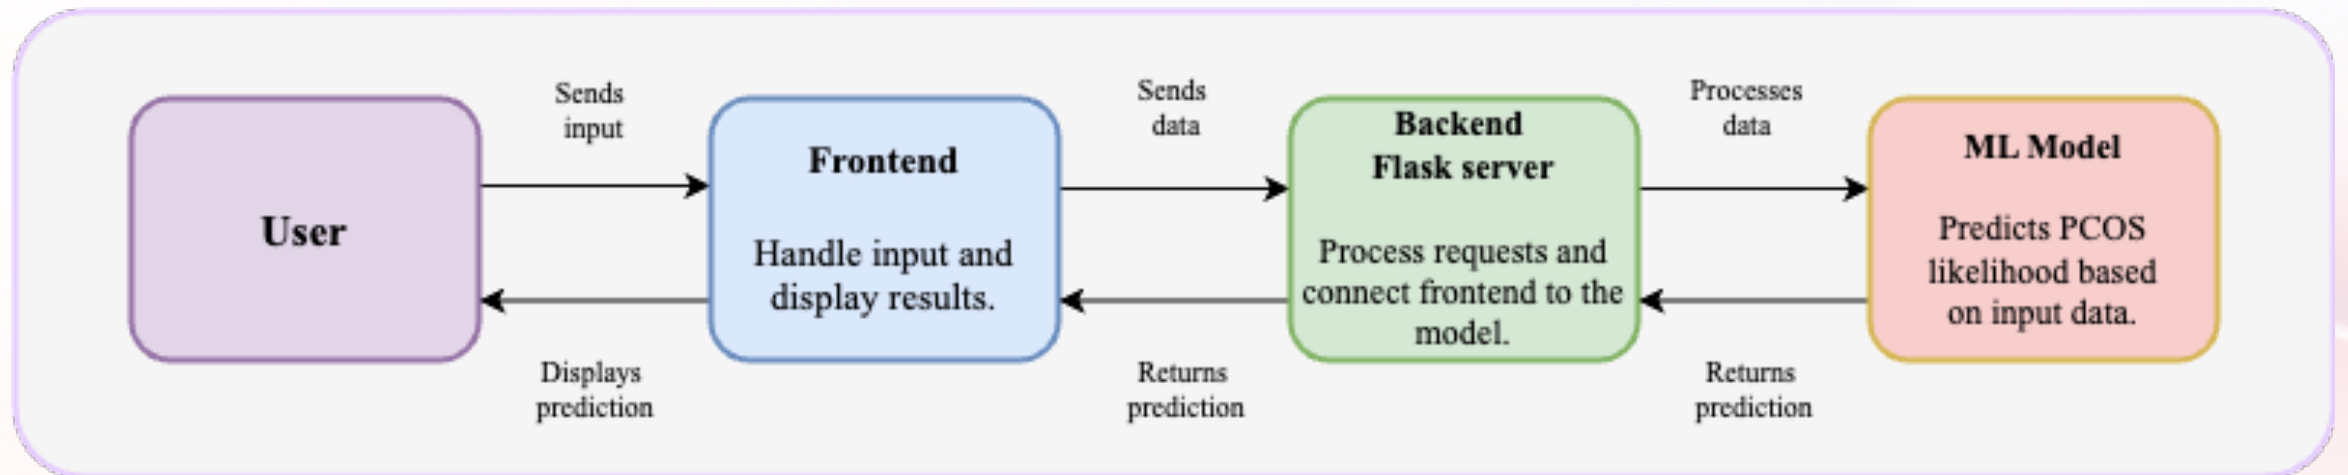 User
Sends
input
Displays
prediction
Frontend
Handle input and
display results.
Sends
data
Returns
prediction
Backend
Flask server
Process requests and
connect frontend to the
model.
Processes
data
Returns
prediction
ML Model
Predicts PCOS
likelihood based
on input data.